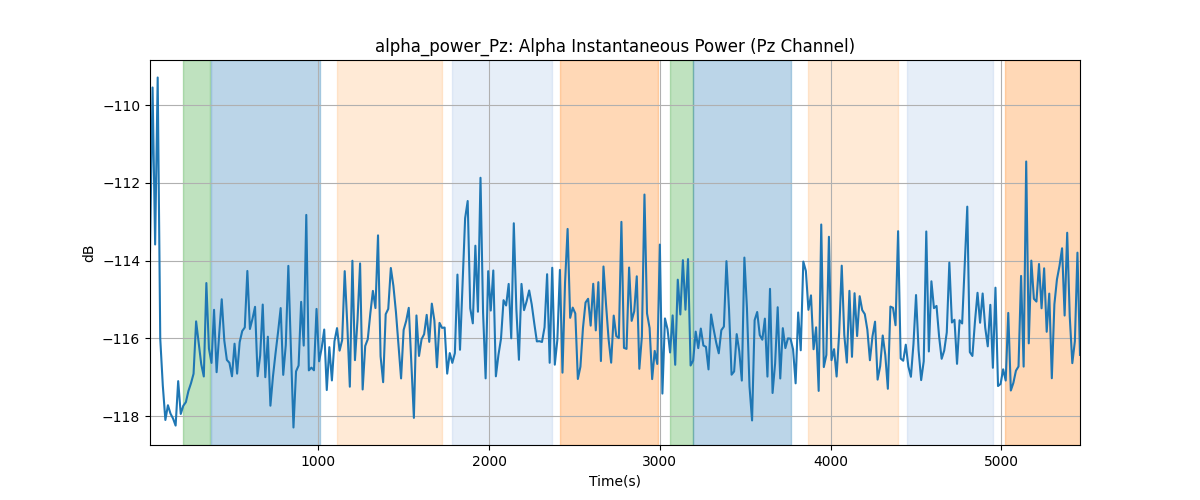 alpha_power_Pz: Alpha Instantaneous Power (Pz Channel)
dB
−110
−112
−114
−116
−118
1000 2000 3000 4000 5000
Time(s)